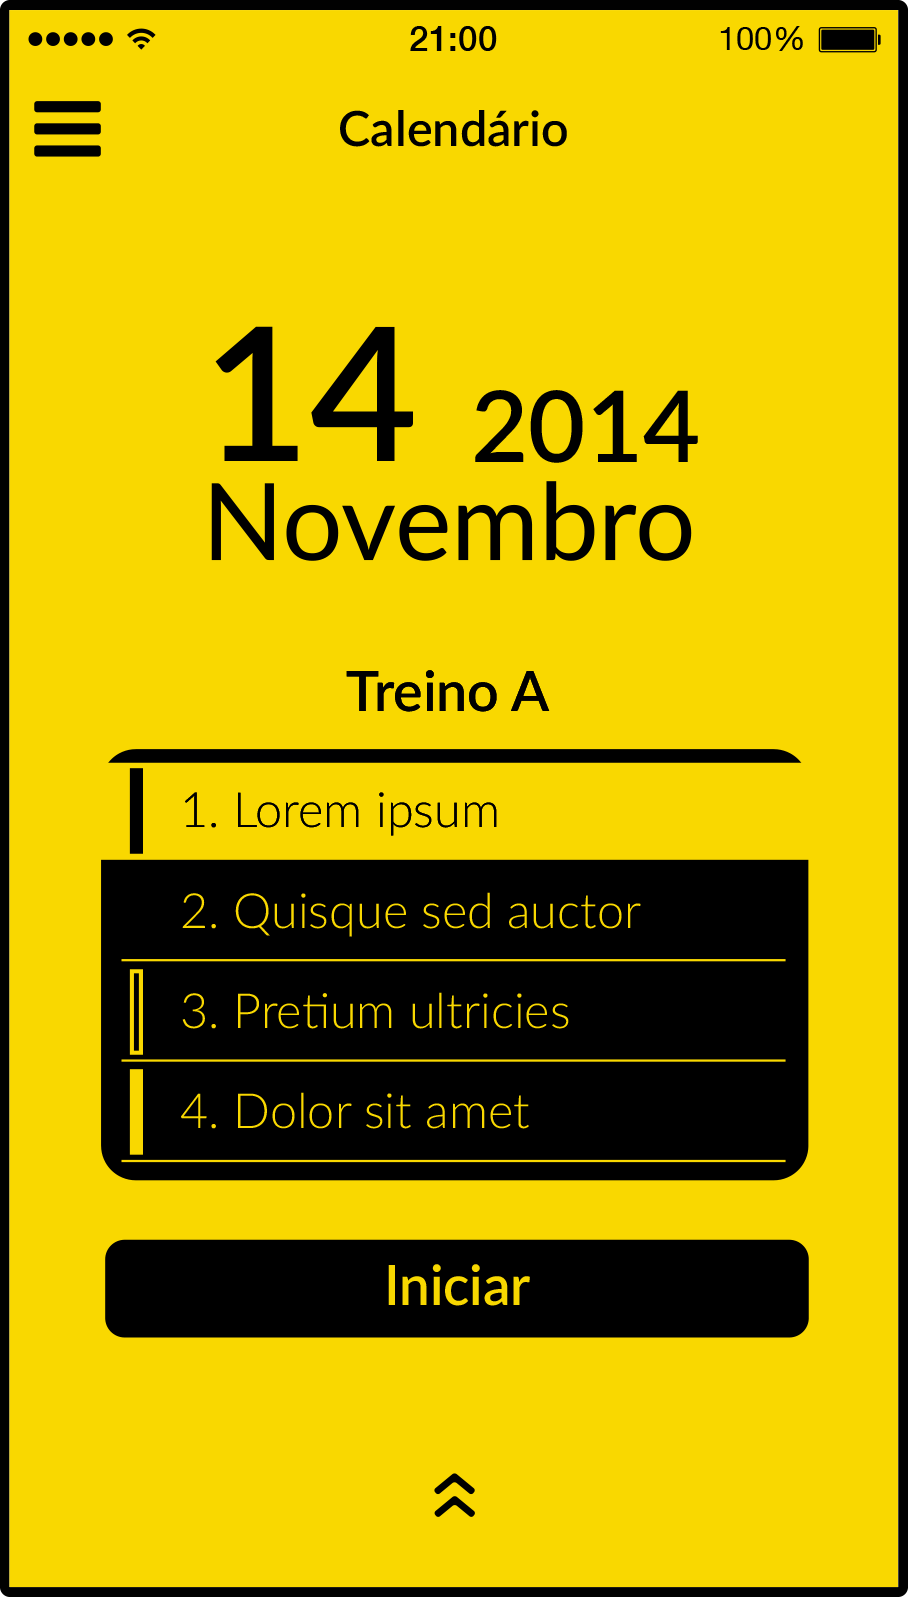 21:00 100%
Calendário
14 2014
Novembro
Treino A
1. Lorem ipsum
2. Quisque sed auctor
3. Pretium ultricies
4. Dolor sit amet
Iniciar